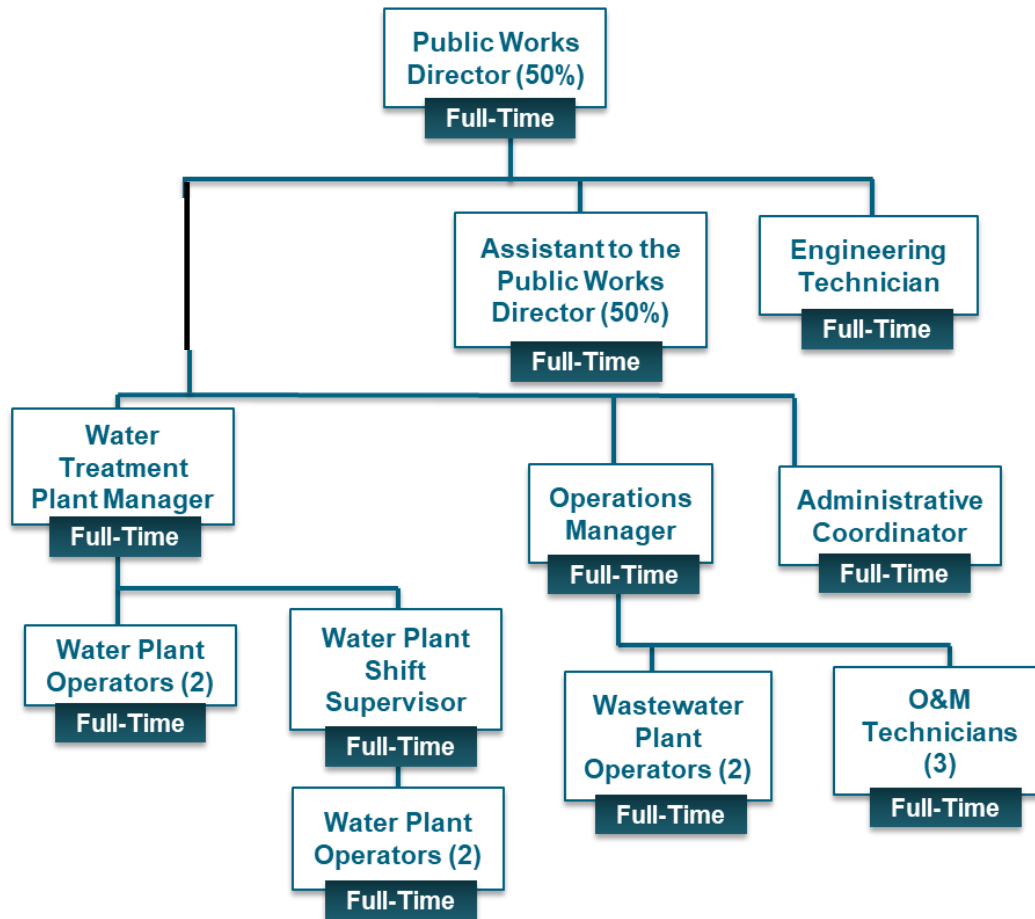 Public Works
Director (50%)
Full-Time
Assistant to the
Public Works
Director (50%)
Full-Time
Engineering
Technician
Full-Time
Water
Treatment
Plant Manager
Full-Time
Operations
Manager
Full-Time
Administrative
Coordinator
Full-Time
Water Plant
Operators (2)
Full-Time
Water Plant
Shift
Supervisor
Full-Time
Water Plant
Operators (2)
Full-Time
Wastewater
Plant
Operators (2)
Full-Time
O&M
Technicians
(3)
Full-Time